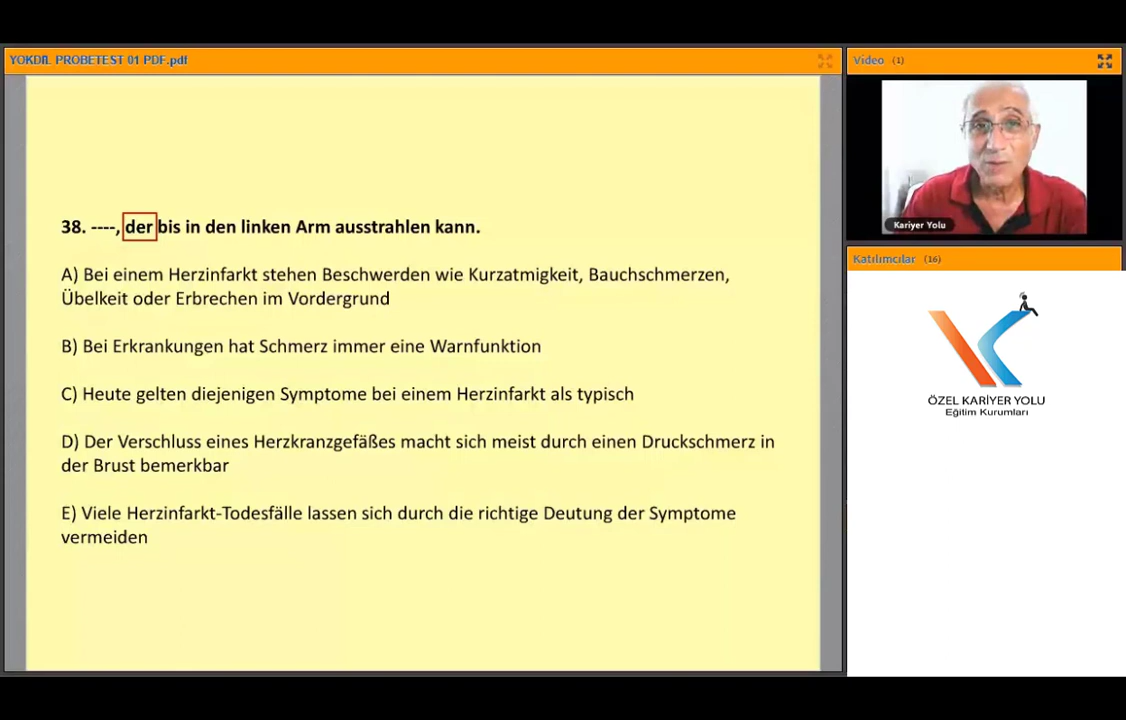 YOKDİL PROBETEST 01 PDF.pdf
Video (1)
Kariyer Yolu
Katılımcılar (16)
ÖZEL KARİYER YOLU
Eğitim Kurumları
38. ----, der bis in den linken Arm ausstrahlen kann.
A) Bei einem Herzinfarkt stehen Beschwerden wie Kurzatmigkeit, Bauchschmerzen,
Übelkeit oder Erbrechen im Vordergrund
B) Bei Erkrankungen hat Schmerz immer eine Warnfunktion
C) Heute gelten diejenigen Symptome bei einem Herzinfarkt als typisch
D) Der Verschluss eines Herzkranzgefäßes macht sich meist durch einen Druckschmerz in
der Brust bemerkbar
E) Viele Herzinfarkt-Todesfälle lassen sich durch die richtige Deutung der Symptome
vermeiden